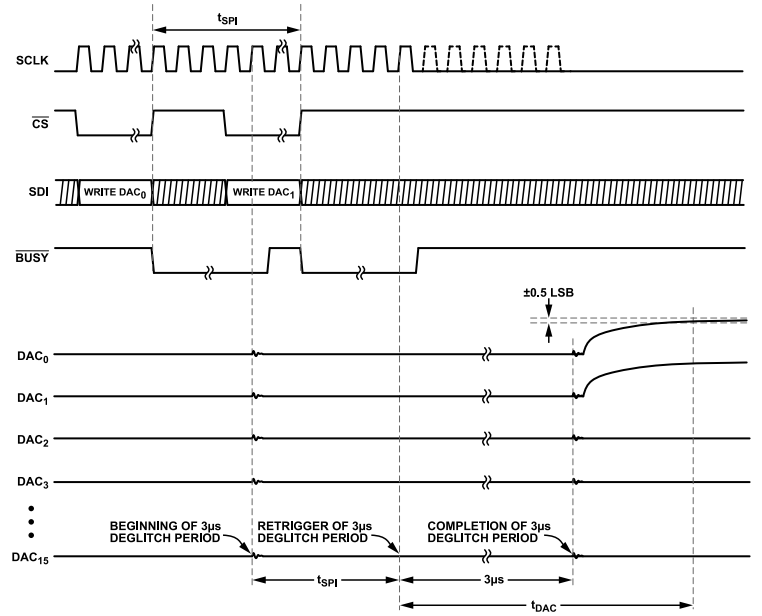 tSPI
SCLK
CS
SDI
WRITE DAC0
WRITE DAC1
BUSY
±0.5 LSB
DAC0
DAC1
DAC2
DAC3
BEGINNING OF 3µs
DEGLITCH PERIOD
RETRIGGER OF 3µs
DEGLITCH PERIOD
COMPLETION OF 3µs
DEGLITCH PERIOD
DAC15
tSPI
3µs
tDAC